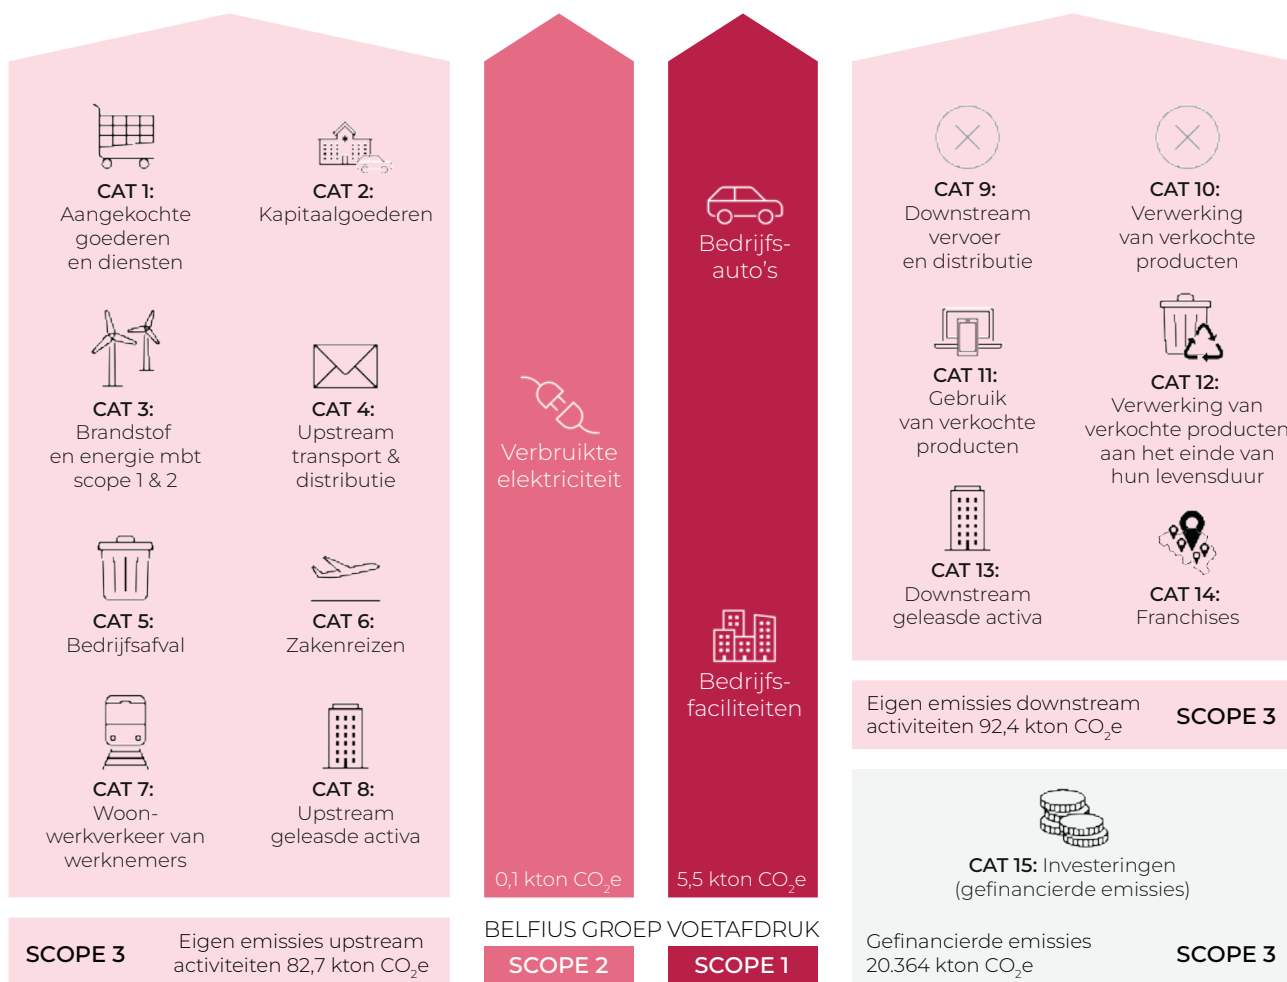 CAT 1:
Aangekochte
goederen
en diensten
CAT 2:
Kapitaalgoederen
CAT 3:
Brandstof
en energie mbt
scope 1 & 2
CAT 4:
Upstream
transport &
distributie
CAT 5:
Bedrijfsafval
CAT 6:
Zakenreizen
CAT 7:
Woon-
werkverkeer van
werknemers
CAT 8:
Upstream
geleasde activa
SCOPE 3
Eigen emissies upstream
activiteiten 82,7 kton CO₂e
Verbruikte
elektriciteit
0,1 kton CO₂e
Bedrijfs-
auto's
Bedrijfs-
faciliteiten
5,5 kton CO₂e
BELFIUS GROEP VOETAFDRUK
SCOPE 2
SCOPE 1
CAT 9:
Downstream
vervoer
en distributie
CAT 10:
Verwerking
van verkochte
producten
CAT 11:
Gebruik
van verkochte
producten
CAT 12:
Verwerking van
verkochte producten
aan het einde van
hun levensduur
CAT 13:
Downstream
geleasde activa
CAT 14:
Franchises
Eigen emissies downstream
activiteiten 92,4 kton CO₂e
SCOPE 3
CAT 15: Investeringen
(gefinancierde emissies)
Gefinancierde emissies
20.364 kton CO₂e
SCOPE 3